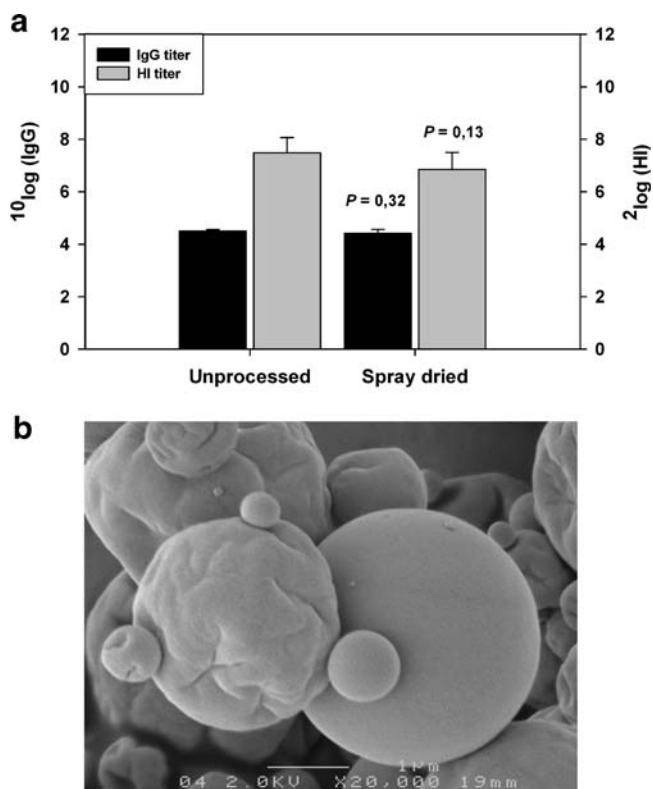 a
IgG titer
HI titer
12
10
8
6
4
2
0
10log (IgG)
12
10
8
6
4
2
0
2log (HI)
P = 0,32
P = 0,13
Unprocessed Spray dried
b
1µm
04 2.0KV X20,000 19mm